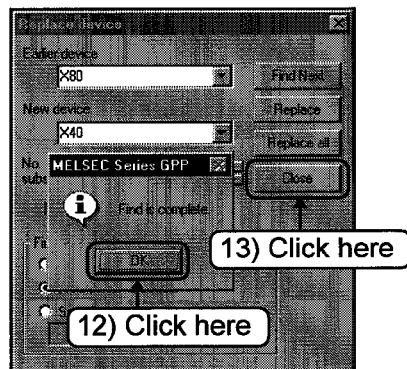 Replace device
Earlier device
X80
Find Next
New device
Replace
X40
Replace all
No.
MELSEC Series GPP
subs
Close
Find is complete
OK
13) Click here
12) Click here